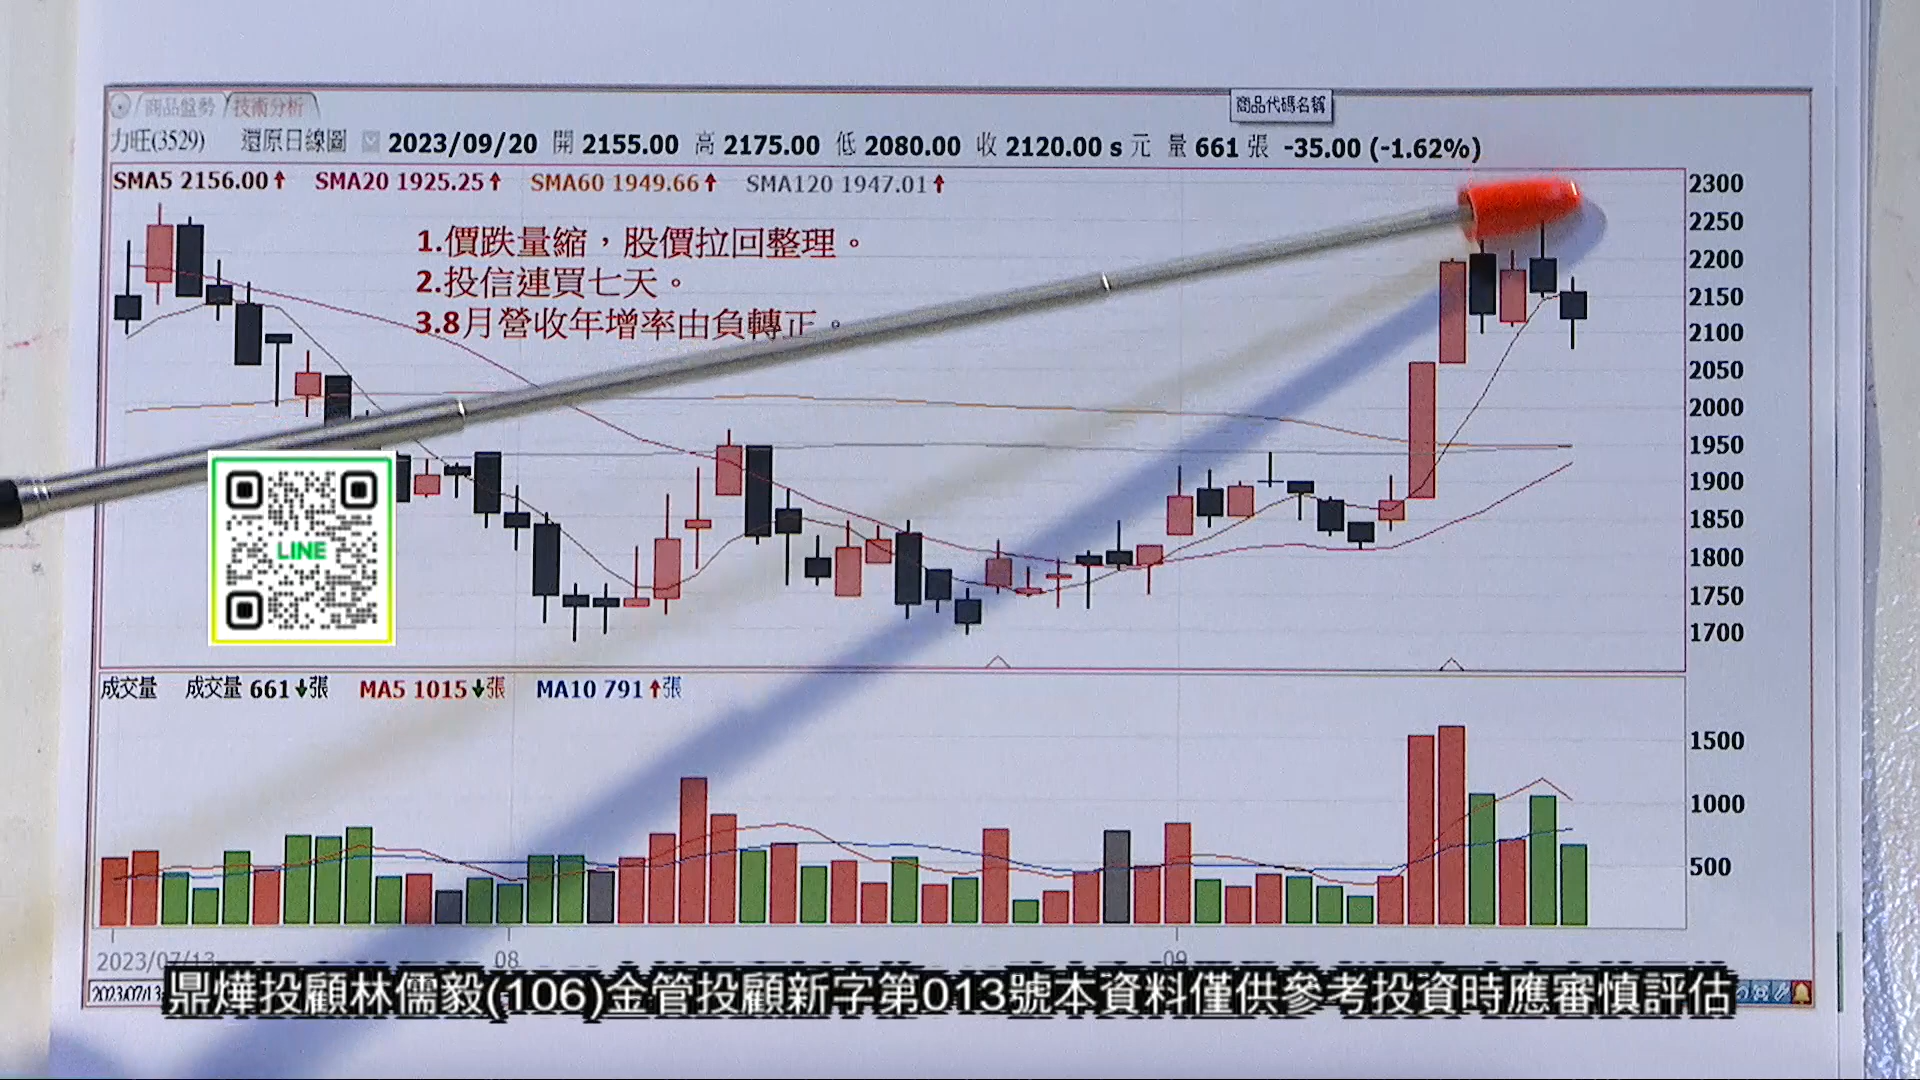 商品盤勢 技術分析
商品代碼名稱
力旺(3529) 還原日線圖 2023/09/20 開 2155.00 高 2175.00 低 2080.00 收 2120.00 s 元 量 661 張 -35.00 (-1.62%)
SMA5 2156.00↑ SMA20 1925.25↑ SMA60 1949.66↑ SMA120 1947.01↑
1.價跌量縮，股價拉回整理。
2.投信連買七天。
3.8月營收年增率由負轉正。
2300
2250
2200
2150
2100
2050
2000
1950
1900
1850
1800
1750
1700
LINE
成交量 成交量 661↓張 MA5 1015↓張 MA10 791↑張
1500
1000
500
2023/07/13 08 09
2023/07/13
鼎燁投顧林儒毅(106)金管投顧新字第013號本資料僅供參考投資時應審慎評估